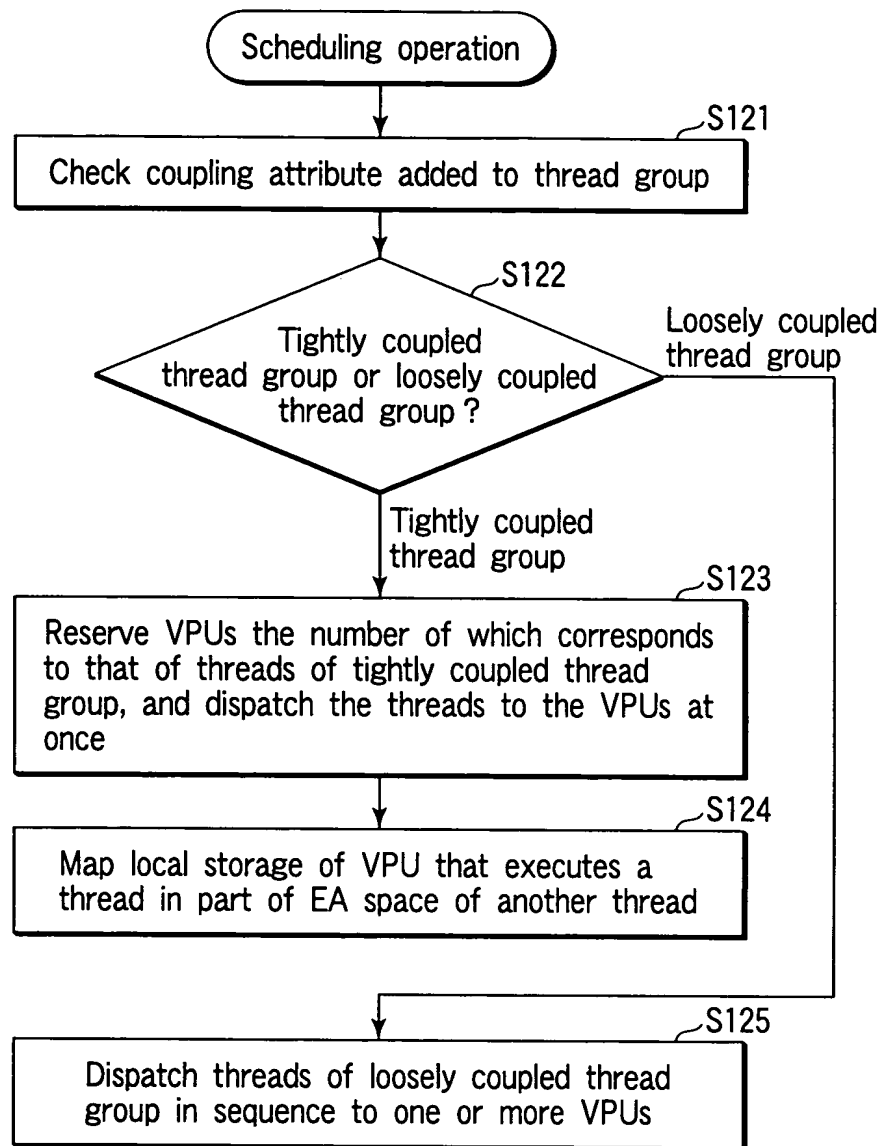 Scheduling operation
S121
Check coupling attribute added to thread group
S122
Tightly coupled
thread group or loosely coupled
thread group ?
Loosely coupled
thread group
Tightly coupled
thread group
S123
Reserve VPUs the number of which corresponds
to that of threads of tightly coupled thread
group, and dispatch the threads to the VPUs at
once
S124
Map local storage of VPU that executes a
thread in part of EA space of another thread
S125
Dispatch threads of loosely coupled thread
group in sequence to one or more VPUs